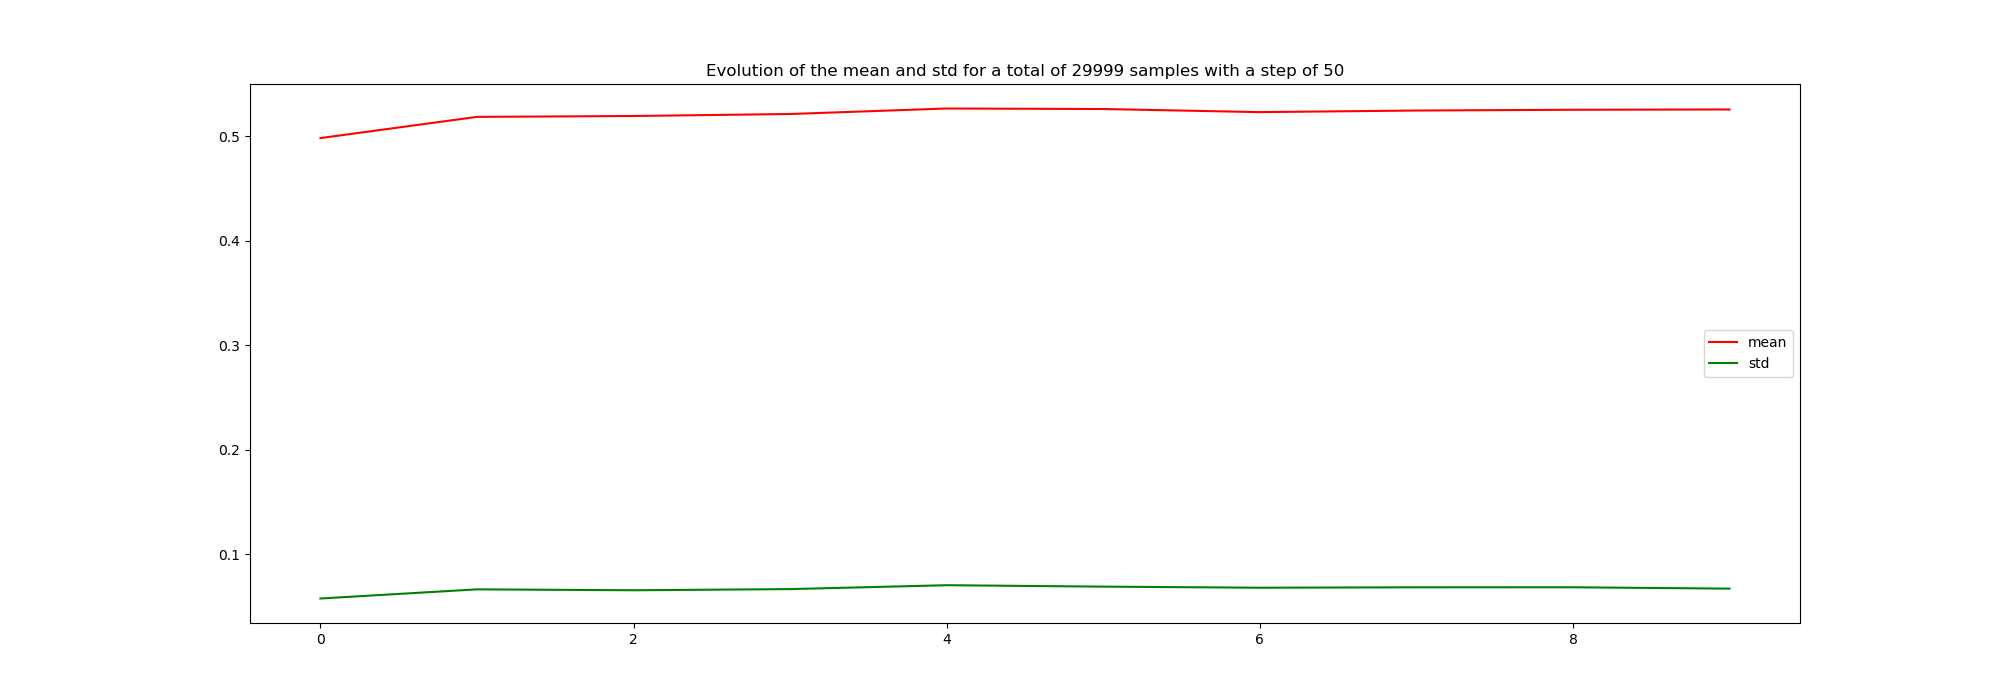 Evolution of the mean and std for a total of 29999 samples with a step of 50
0.5
0.4
0.3
0.2
0.1
mean
std
0 2 4 6 8